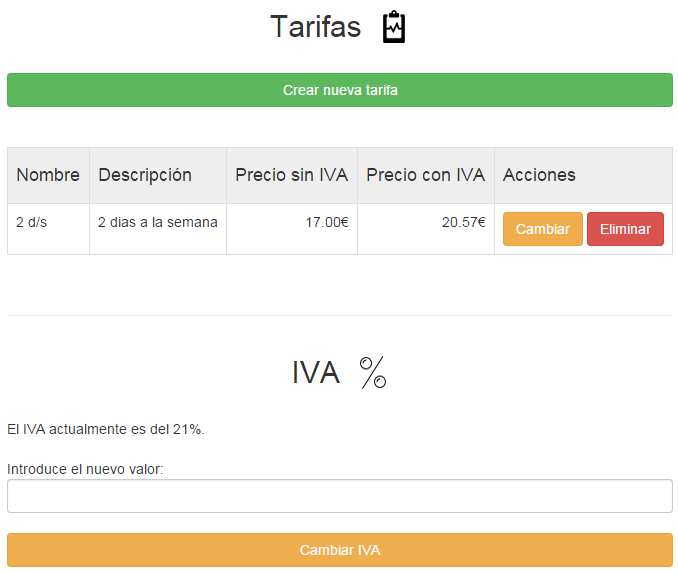 Tarifas
Crear nueva tarifa
Nombre Descripción Precio sin IVA Precio con IVA Acciones
2 d/s 2 dias a la semana 17.00€ 20.57€ Cambiar Eliminar
IVA %
El IVA actualmente es del 21%.
Introduce el nuevo valor:
Cambiar IVA